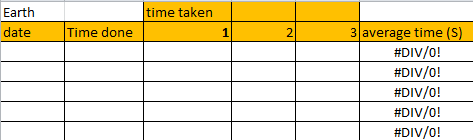 Earth time taken
date Time done 1 2 3 average time (S)
#DIV/0!
#DIV/0!
#DIV/0!
#DIV/0!
#DIV/0!